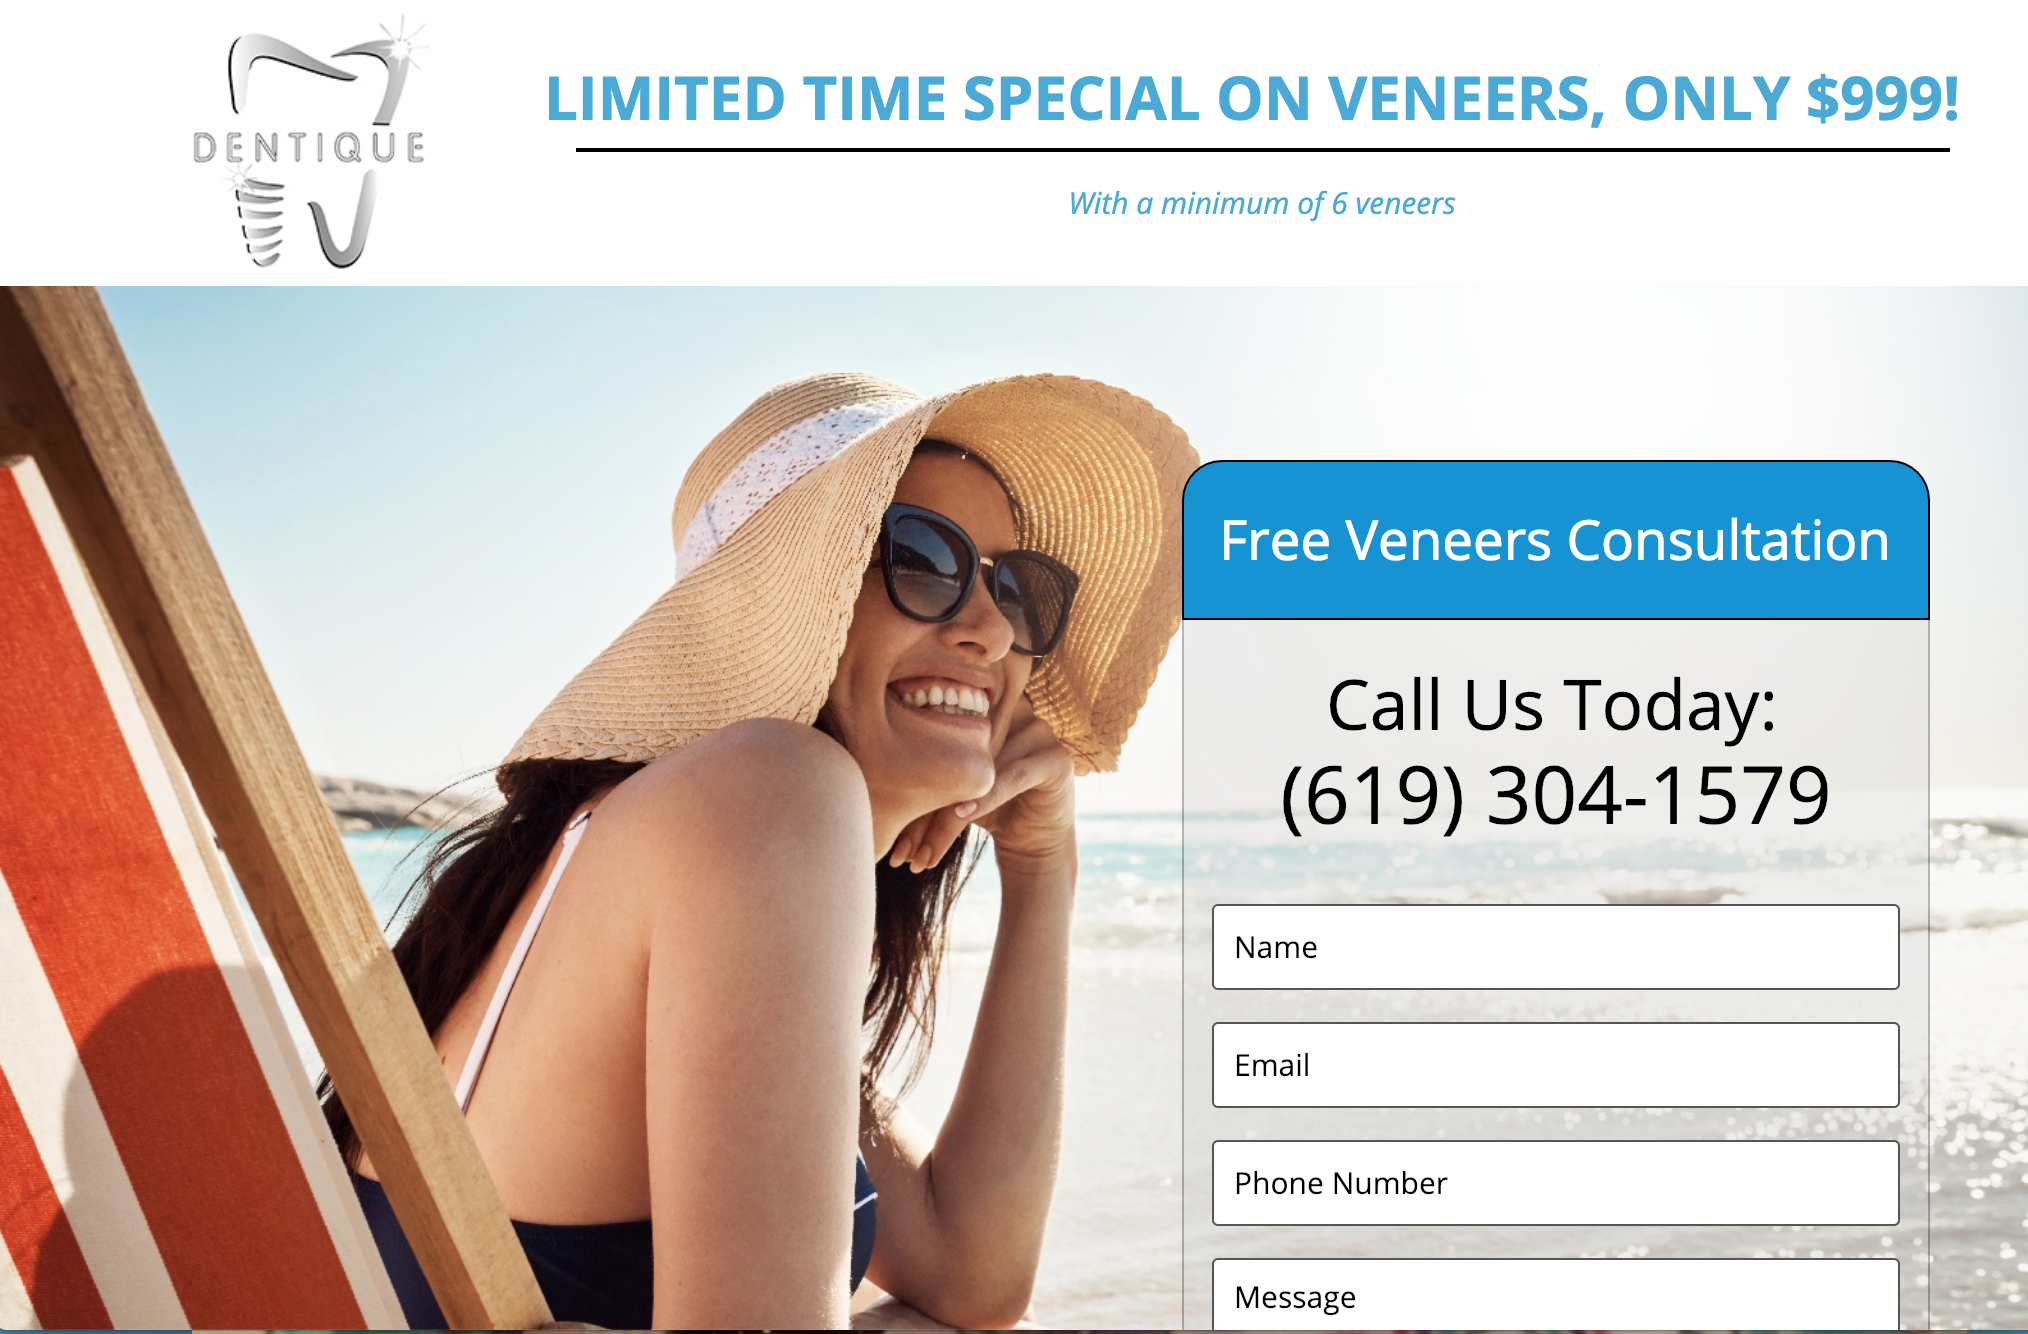 DENTIQUE
LIMITED TIME SPECIAL ON VENEERS, ONLY $999!
With a minimum of 6 veneers
Free Veneers Consultation
Call Us Today:
(619) 304-1579
Name
Email
Phone Number
Message